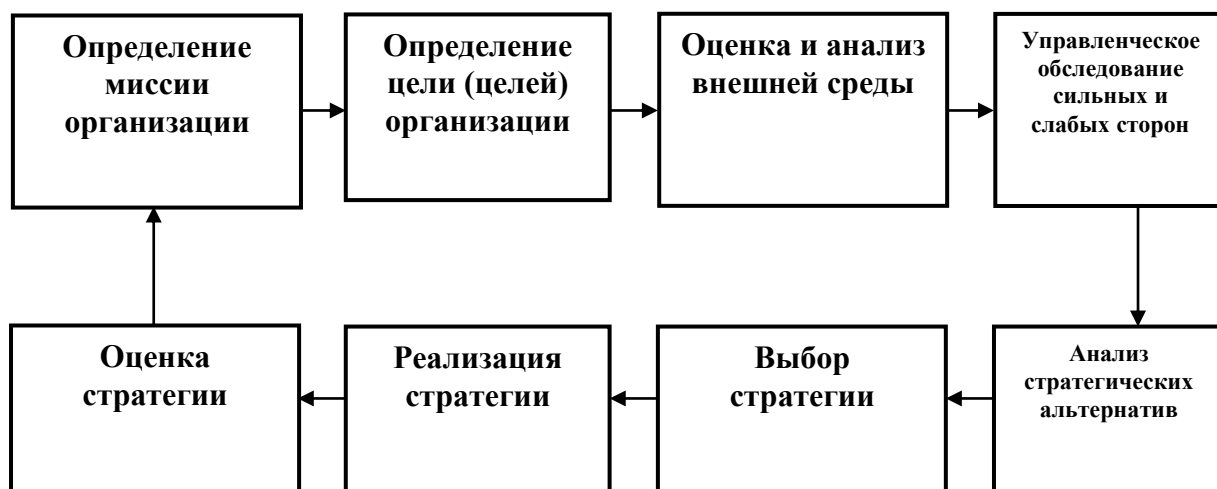 Определение
миссии
организации
Определение
цели (целей)
организации
Оценка и анализ
внешней среды
Управленческое
обследование
сильных и
слабых сторон
Оценка
стратегии
Реализация
стратегии
Выбор
стратегии
Анализ
стратегических
альтернатив